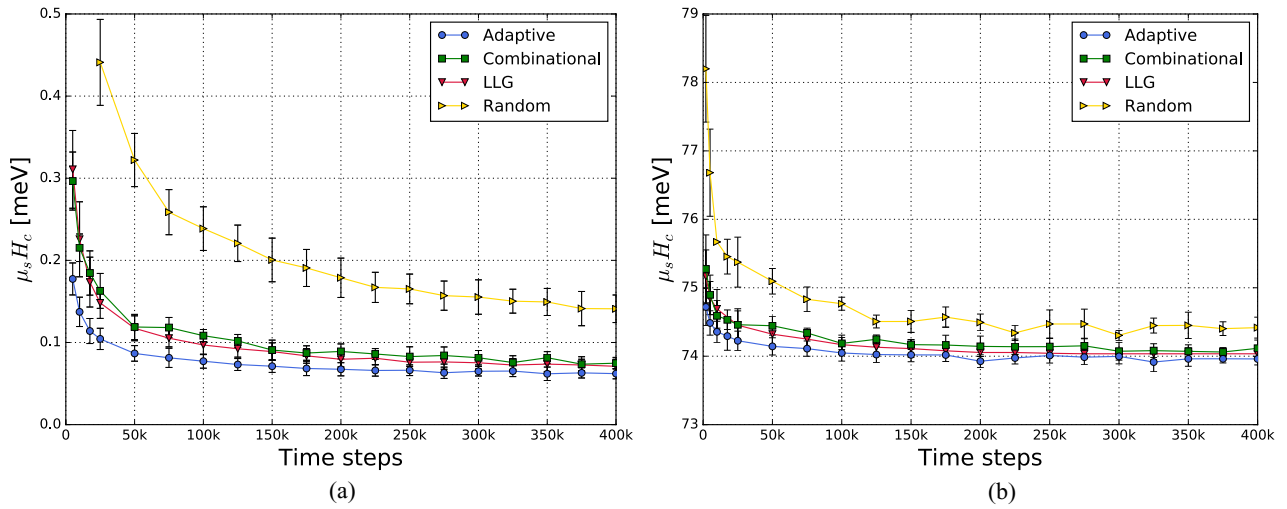 0.5
0.4
0.3
0.2
0.1
0.0
μₛH꜀ [meV]
0
50k
100k
150k
200k
250k
300k
350k
400k
Time steps
Adaptive
Combinational
LLG
Random
(a)
79
78
77
76
75
74
73
μₛH꜀ [meV]
0
50k
100k
150k
200k
250k
300k
350k
400k
Time steps
Adaptive
Combinational
LLG
Random
(b)